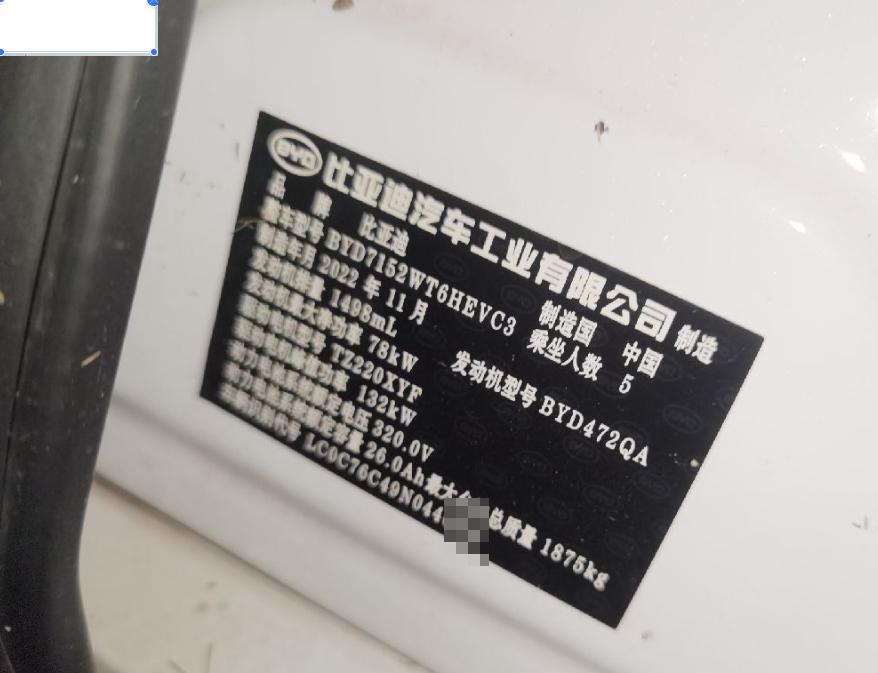 BYD 比亚迪汽车工业有限公司 制造
品 牌 比亚迪 制造国 中国
整车型号 BYD7152WT6HEVC3 乘坐人数 5
制造年月 2022 年 11 月
发动机排量 1498mL 发动机型号 BYD472QA
发动机最大净功率 78kW
驱动电机型号 TZ220XYF
驱动电机峰值功率 132kW
动力电池系统额定电压 320.0V
动力电池系统额定容量 26.0Ah 最大 总质量 1875kg
车辆识别代号 LC0C76C49N044